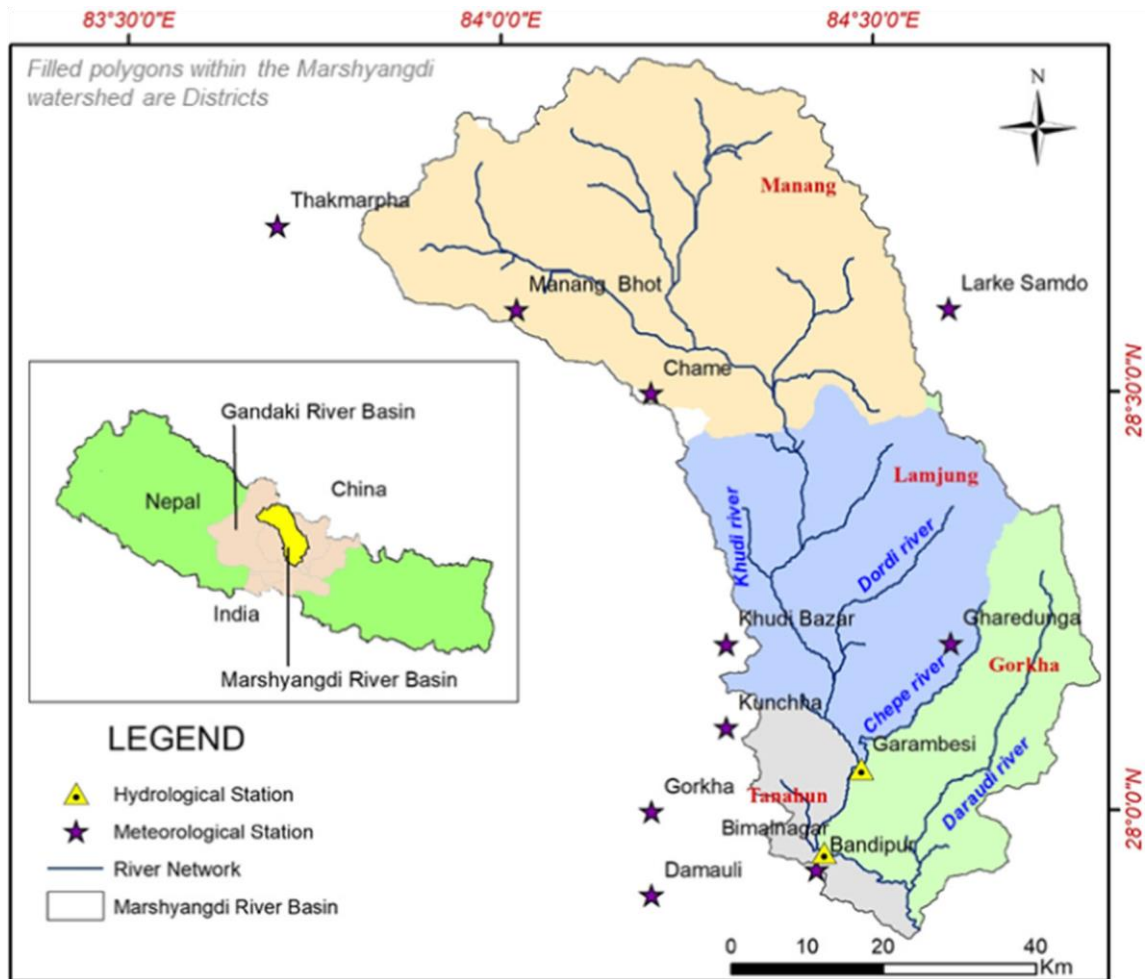 83°30'0"E
84°0'0"E
84°30'0"E
Filled polygons within the Marshyangdi
watershed are Districts
N
Manang
Thakmarpha
Manang Bhot
Larke Samdo
Chame
28°30'0"N
Gandaki River Basin
Nepal
China
India
Marshyangdi River Basin
Lamjung
Khudi river
Dordi river
Khudi Bazar
Gharedunga
Gorkha
Kunchha
Chepe river
Garambesi
Daraudi river
Gorkha
Tanahun
28°0'0"N
Bimalnagar
Bandipur
Damauli
LEGEND
Hydrological Station
Meteorological Station
River Network
Marshyangdi River Basin
0 10 20 40
Km